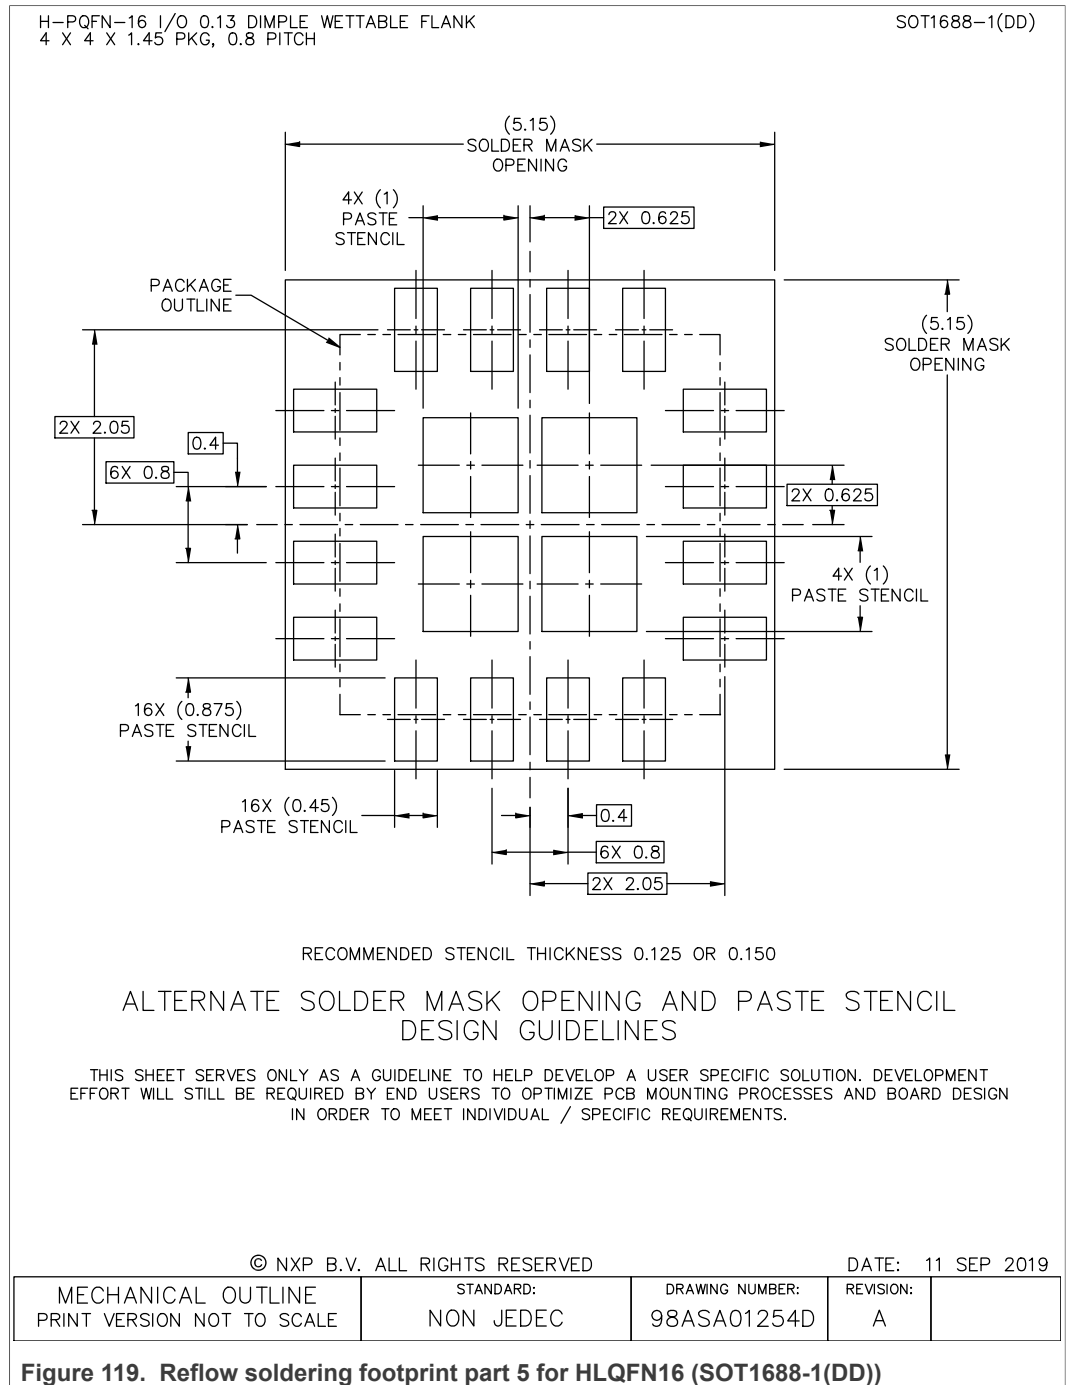 H-PQFN-16 I/O 0.13 DIMPLE WETTABLE FLANK
4 X 4 X 1.45 PKG, 0.8 PITCH
SOT1688-1(DD)
(5.15)
SOLDER MASK
OPENING
4X (1)
PASTE
STENCIL
2X 0.625
PACKAGE
OUTLINE
(5.15)
SOLDER MASK
OPENING
2X 2.05
0.4
6X 0.8
2X 0.625
4X (1)
PASTE STENCIL
16X (0.875)
PASTE STENCIL
16X (0.45)
PASTE STENCIL
0.4
6X 0.8
2X 2.05
RECOMMENDED STENCIL THICKNESS 0.125 OR 0.150
ALTERNATE SOLDER MASK OPENING AND PASTE STENCIL
DESIGN GUIDELINES
THIS SHEET SERVES ONLY AS A GUIDELINE TO HELP DEVELOP A USER SPECIFIC SOLUTION. DEVELOPMENT
EFFORT WILL STILL BE REQUIRED BY END USERS TO OPTIMIZE PCB MOUNTING PROCESSES AND BOARD DESIGN
IN ORDER TO MEET INDIVIDUAL / SPECIFIC REQUIREMENTS.
© NXP B.V. ALL RIGHTS RESERVED
DATE: 11 SEP 2019
MECHANICAL OUTLINE
PRINT VERSION NOT TO SCALE
STANDARD:
NON JEDEC
DRAWING NUMBER:
98ASA01254D
REVISION:
A
Figure 119. Reflow soldering footprint part 5 for HLQFN16 (SOT1688-1(DD))